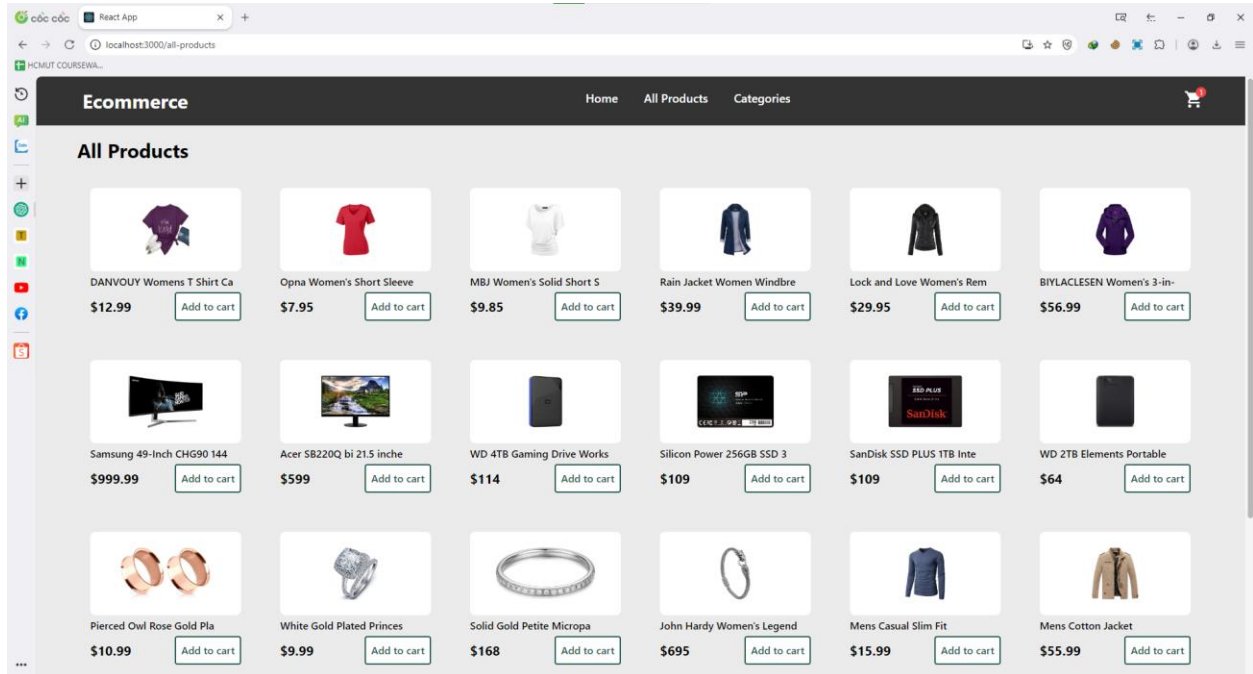 cốc cốc
React App
localhost:3000/all-products
HCMUT COURSEWA...
Ecommerce
Home All Products Categories
1
All Products
DANVOUY Womens T Shirt Ca Opna Women's Short Sleeve MBJ Women's Solid Short S Rain Jacket Women Windbre Lock and Love Women's Rem BIYLACLESEN Women's 3-in-
$12.99 Add to cart $7.95 Add to cart $9.85 Add to cart $39.99 Add to cart $29.95 Add to cart $56.99 Add to cart
SSD PLUS
SanDisk
Samsung 49-Inch CHG90 144 Acer SB220Q bi 21.5 inche WD 4TB Gaming Drive Works Silicon Power 256GB SSD 3 SanDisk SSD PLUS 1TB Inte WD 2TB Elements Portable
$999.99 Add to cart $599 Add to cart $114 Add to cart $109 Add to cart $109 Add to cart $64 Add to cart
Pierced Owl Rose Gold Pla White Gold Plated Princes Solid Gold Petite Micropa John Hardy Women's Legend Mens Casual Slim Fit Mens Cotton Jacket
$10.99 Add to cart $9.99 Add to cart $168 Add to cart $695 Add to cart $15.99 Add to cart $55.99 Add to cart